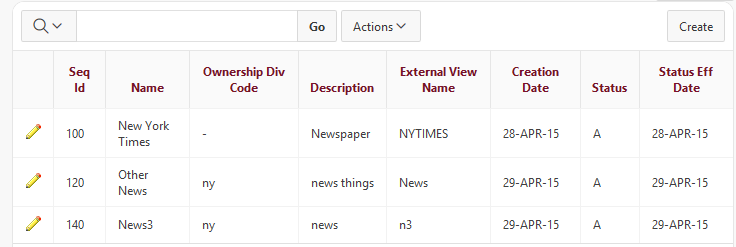 Go Actions Create
Seq Id Name Ownership Div Code Description External View Name Creation Date Status Status Eff Date
100 New York Times - Newspaper NYTIMES 28-APR-15 A 28-APR-15
120 Other News ny news things News 29-APR-15 A 29-APR-15
140 News3 ny news n3 29-APR-15 A 29-APR-15